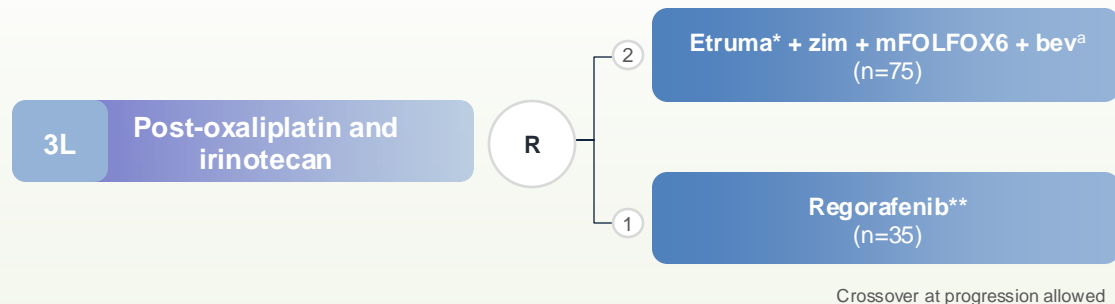 3L
Post-oxaliplatin and
irinotecan
R
2
Etruma* + zim + mFOLFOX6 + bevᵃ
(n=75)
1
Regorafenib**
(n=35)
Crossover at progression allowed